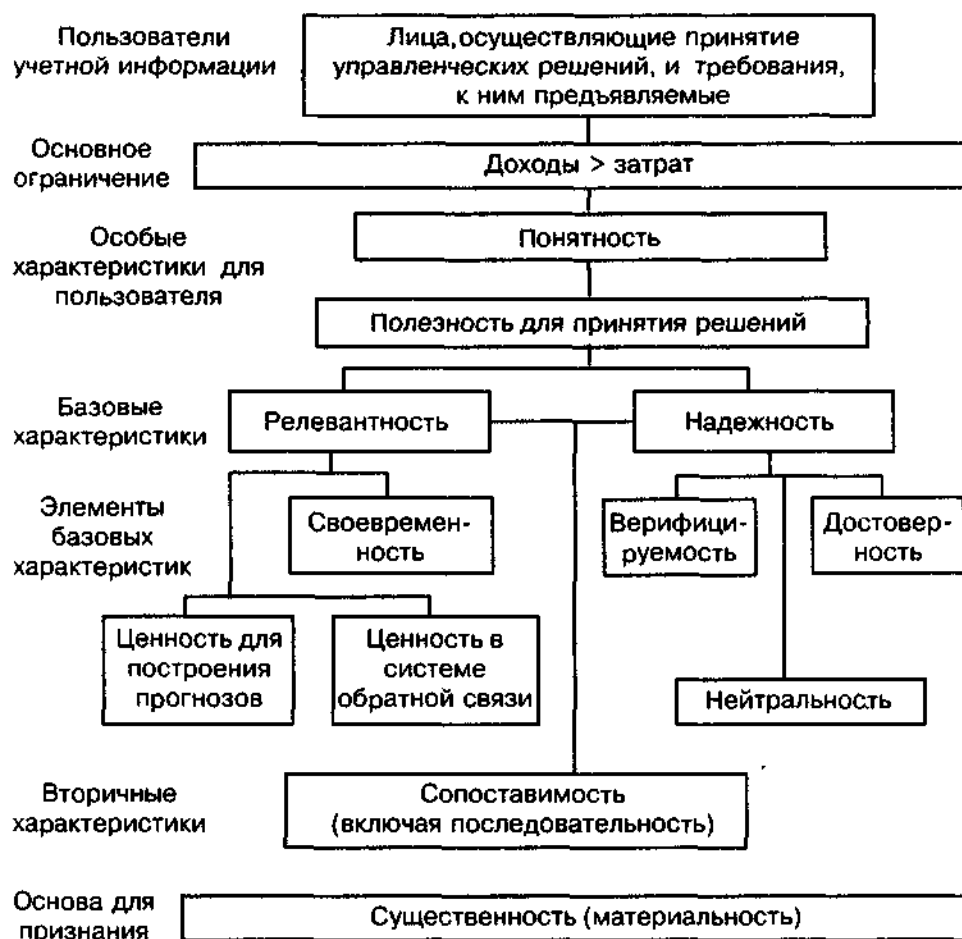 Пользователи
учетной информации
Лица,осуществляющие принятие
управленческих решений, и требования,
к ним предъявляемые
Основное
ограничение
Доходы > затрат
Особые
характеристики для
пользователя
Понятность
Полезность для принятия решений
Базовые
характеристики
Релевантность
Надежность
Элементы
базовых
характеристик
Своевремен-
ность
Верифици-
руемость
Достовер-
ность
Ценность для
построения
прогнозов
Ценность в
системе
обратной связи
Нейтральность
Вторичные
характеристики
Сопоставимость
(включая последовательность)
Основа для
признания
Существенность (материальность)